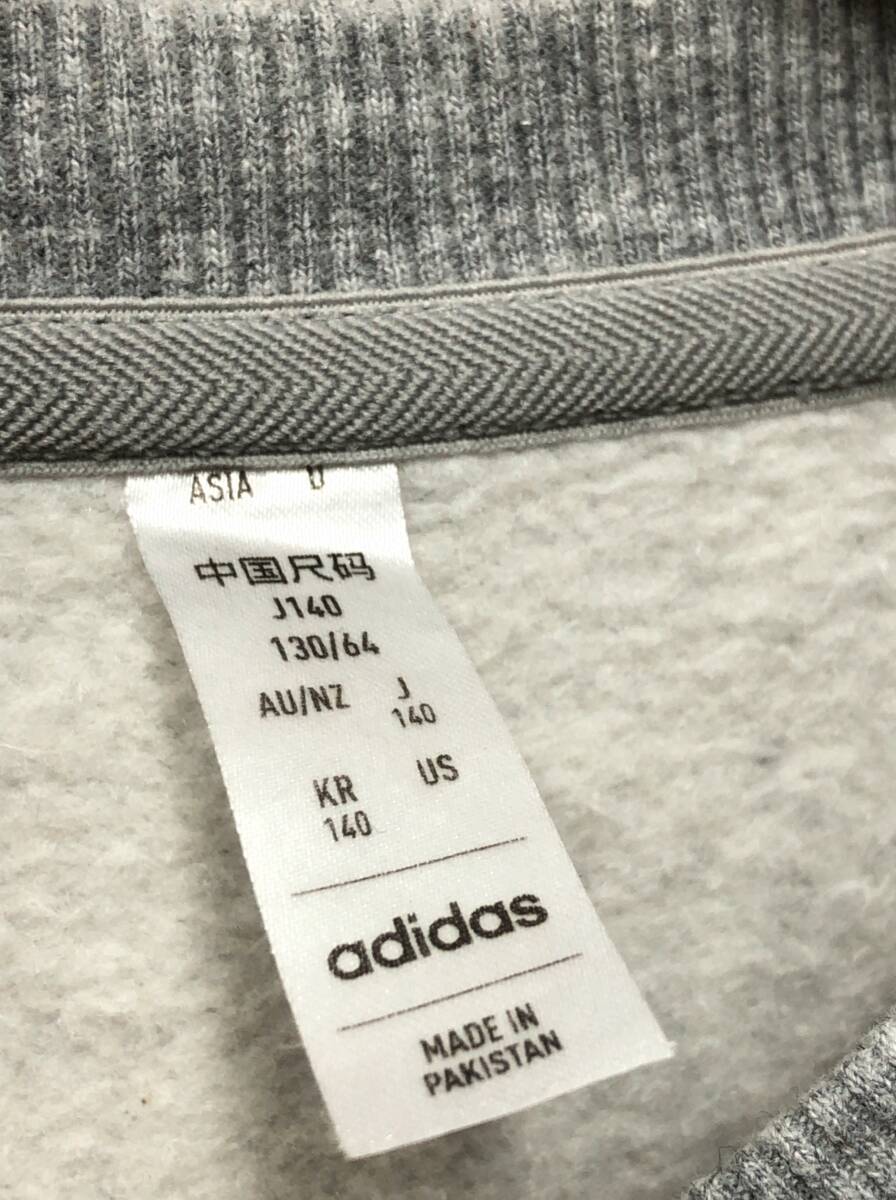 ASIA
中国尺码
J140
130/64
AU/NZ J
140
KR US
140
adidas
MADE IN
PAKISTAN